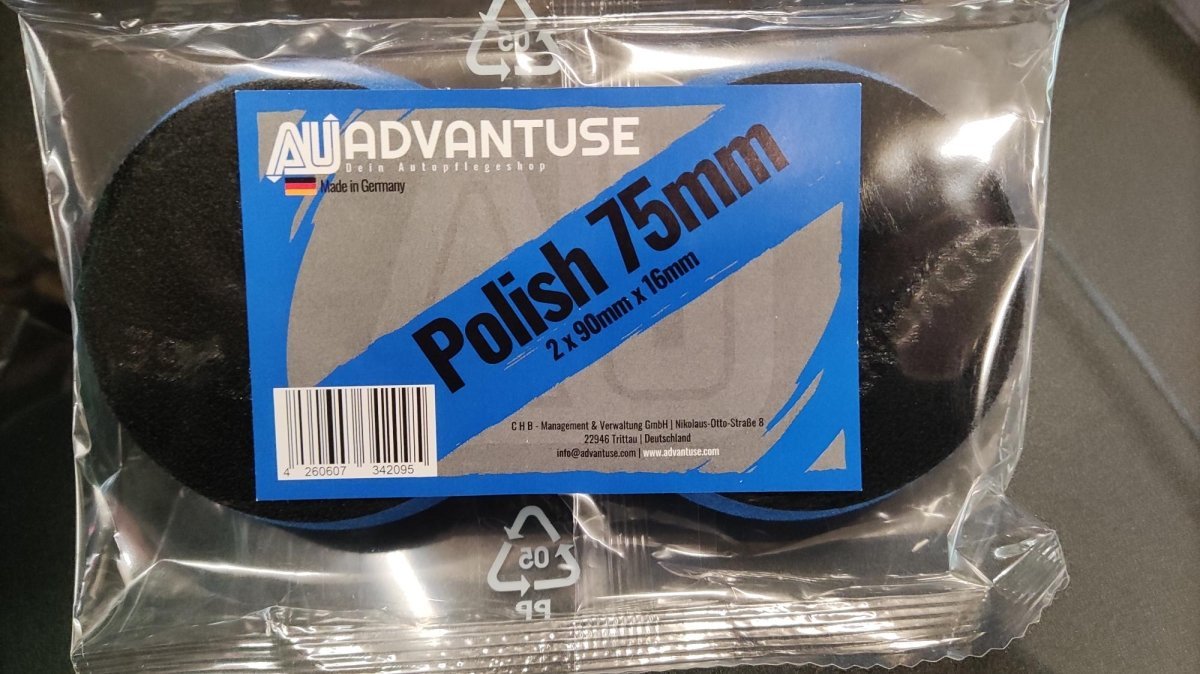 05
AU ADVANTUSE
Dein Autopflegeshop
Made in Germany
Polish 75mm
2 x 90mm x 16mm
C H B - Management & Verwaltung GmbH | Nikolaus-Otto-Straße 8
22946 Trittau | Deutschland
info@advantuse.com | www.advantuse.com
4 260607 342095
05
PP